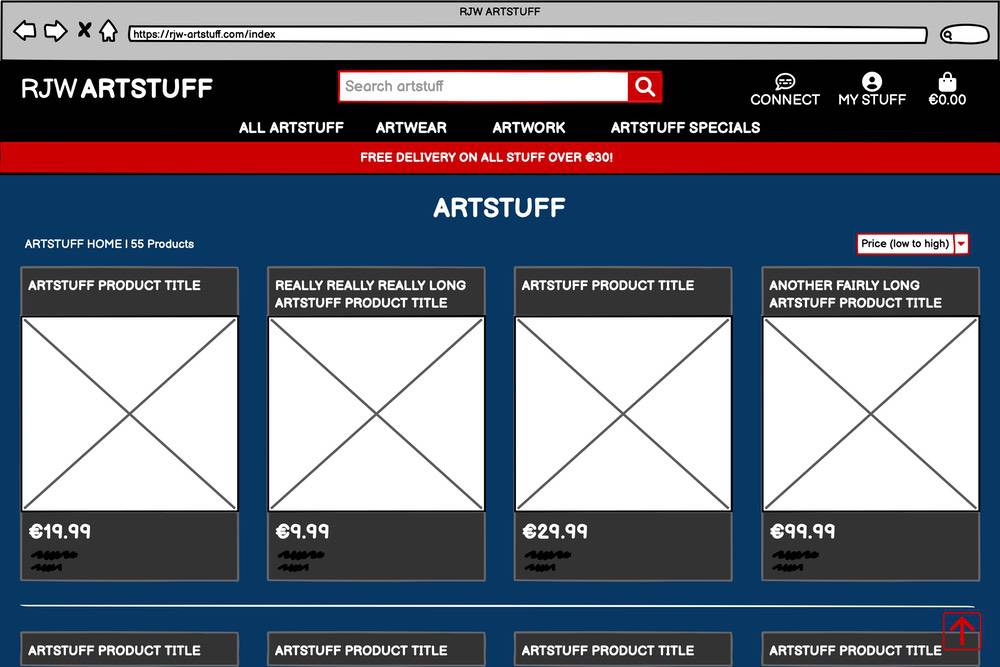 RJW ARTSTUFF
https://rjw-artstuff.com/index
RJW ARTSTUFF
Search artstuff
CONNECT
MY STUFF
€0.00
ALL ARTSTUFF
ARTWEAR
ARTWORK
ARTSTUFF SPECIALS
FREE DELIVERY ON ALL STUFF OVER €30!
ARTSTUFF
ARTSTUFF HOME | 55 Products
Price (low to high)
ARTSTUFF PRODUCT TITLE
€19.99
REALLY REALLY REALLY LONG
ARTSTUFF PRODUCT TITLE
€9.99
ARTSTUFF PRODUCT TITLE
€29.99
ANOTHER FAIRLY LONG
ARTSTUFF PRODUCT TITLE
€99.99
ARTSTUFF PRODUCT TITLE
ARTSTUFF PRODUCT TITLE
ARTSTUFF PRODUCT TITLE
ARTSTUFF PRODUCT TITLE